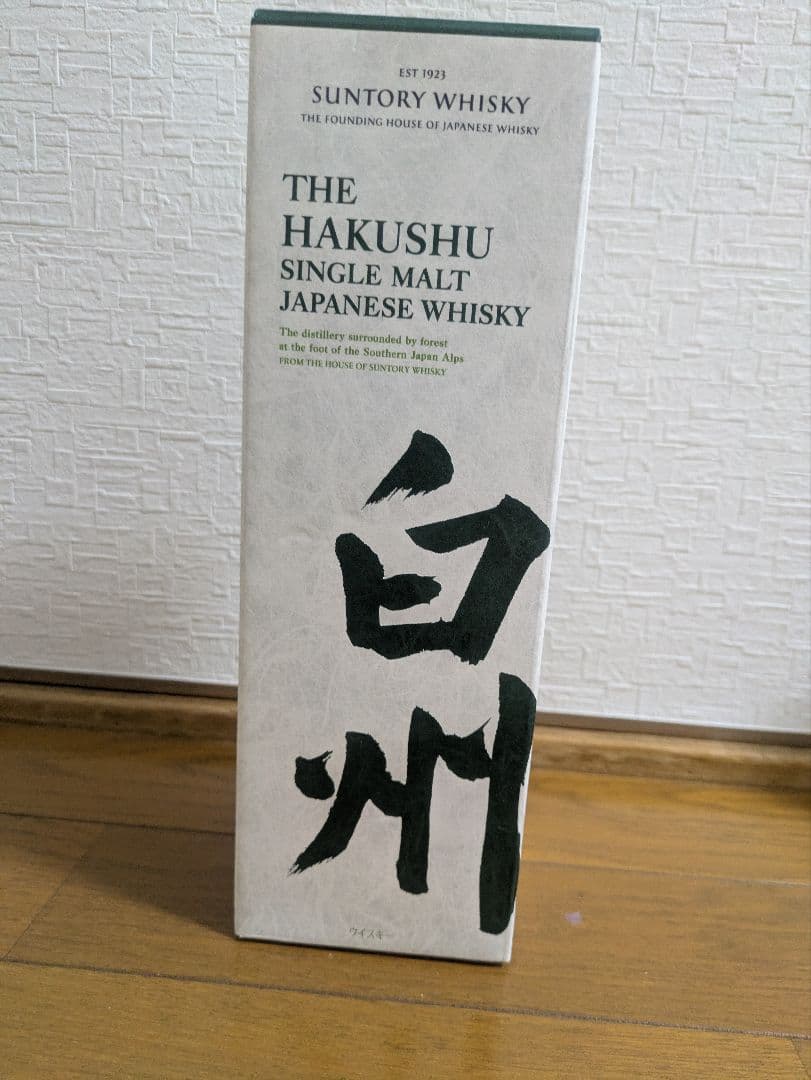 EST 1923
SUNTORY WHISKY
THE FOUNDING HOUSE OF JAPANESE WHISKY
THE
HAKUSHU
SINGLE MALT
JAPANESE WHISKY
The distillery surrounded by forest
at the foot of the Southern Japan Alps
FROM THE HOUSE OF SUNTORY WHISKY
白
州
ウイスキー